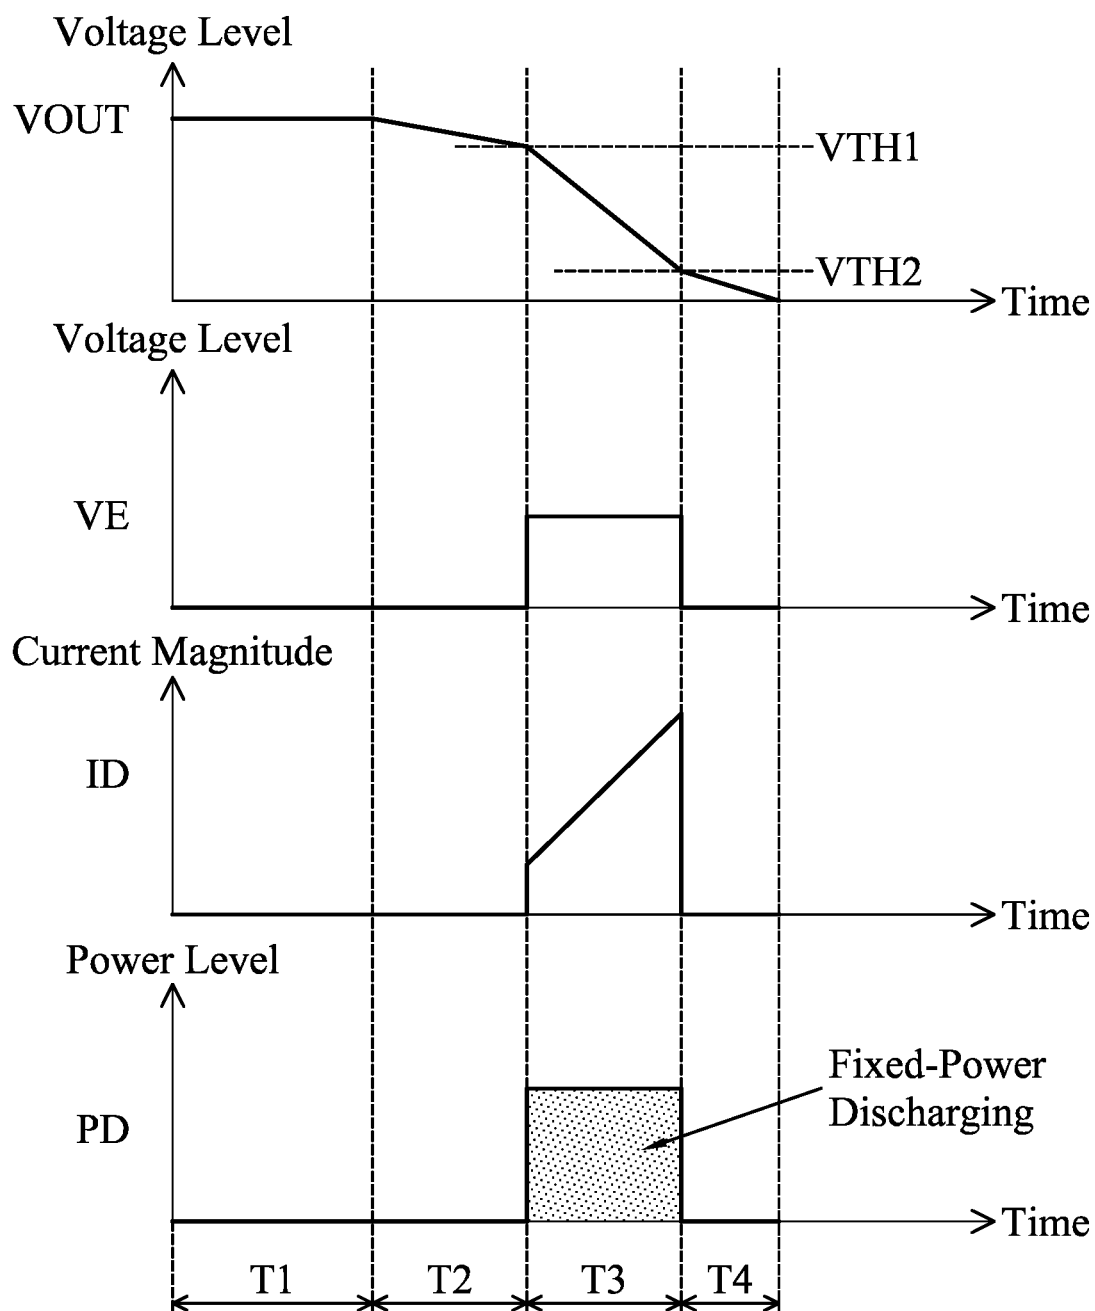 Voltage Level
VOUT
VTH1
VTH2
Time
Voltage Level
VE
Time
Current Magnitude
ID
Time
Power Level
Fixed-Power
Discharging
PD
Time
T1 T2 T3 T4